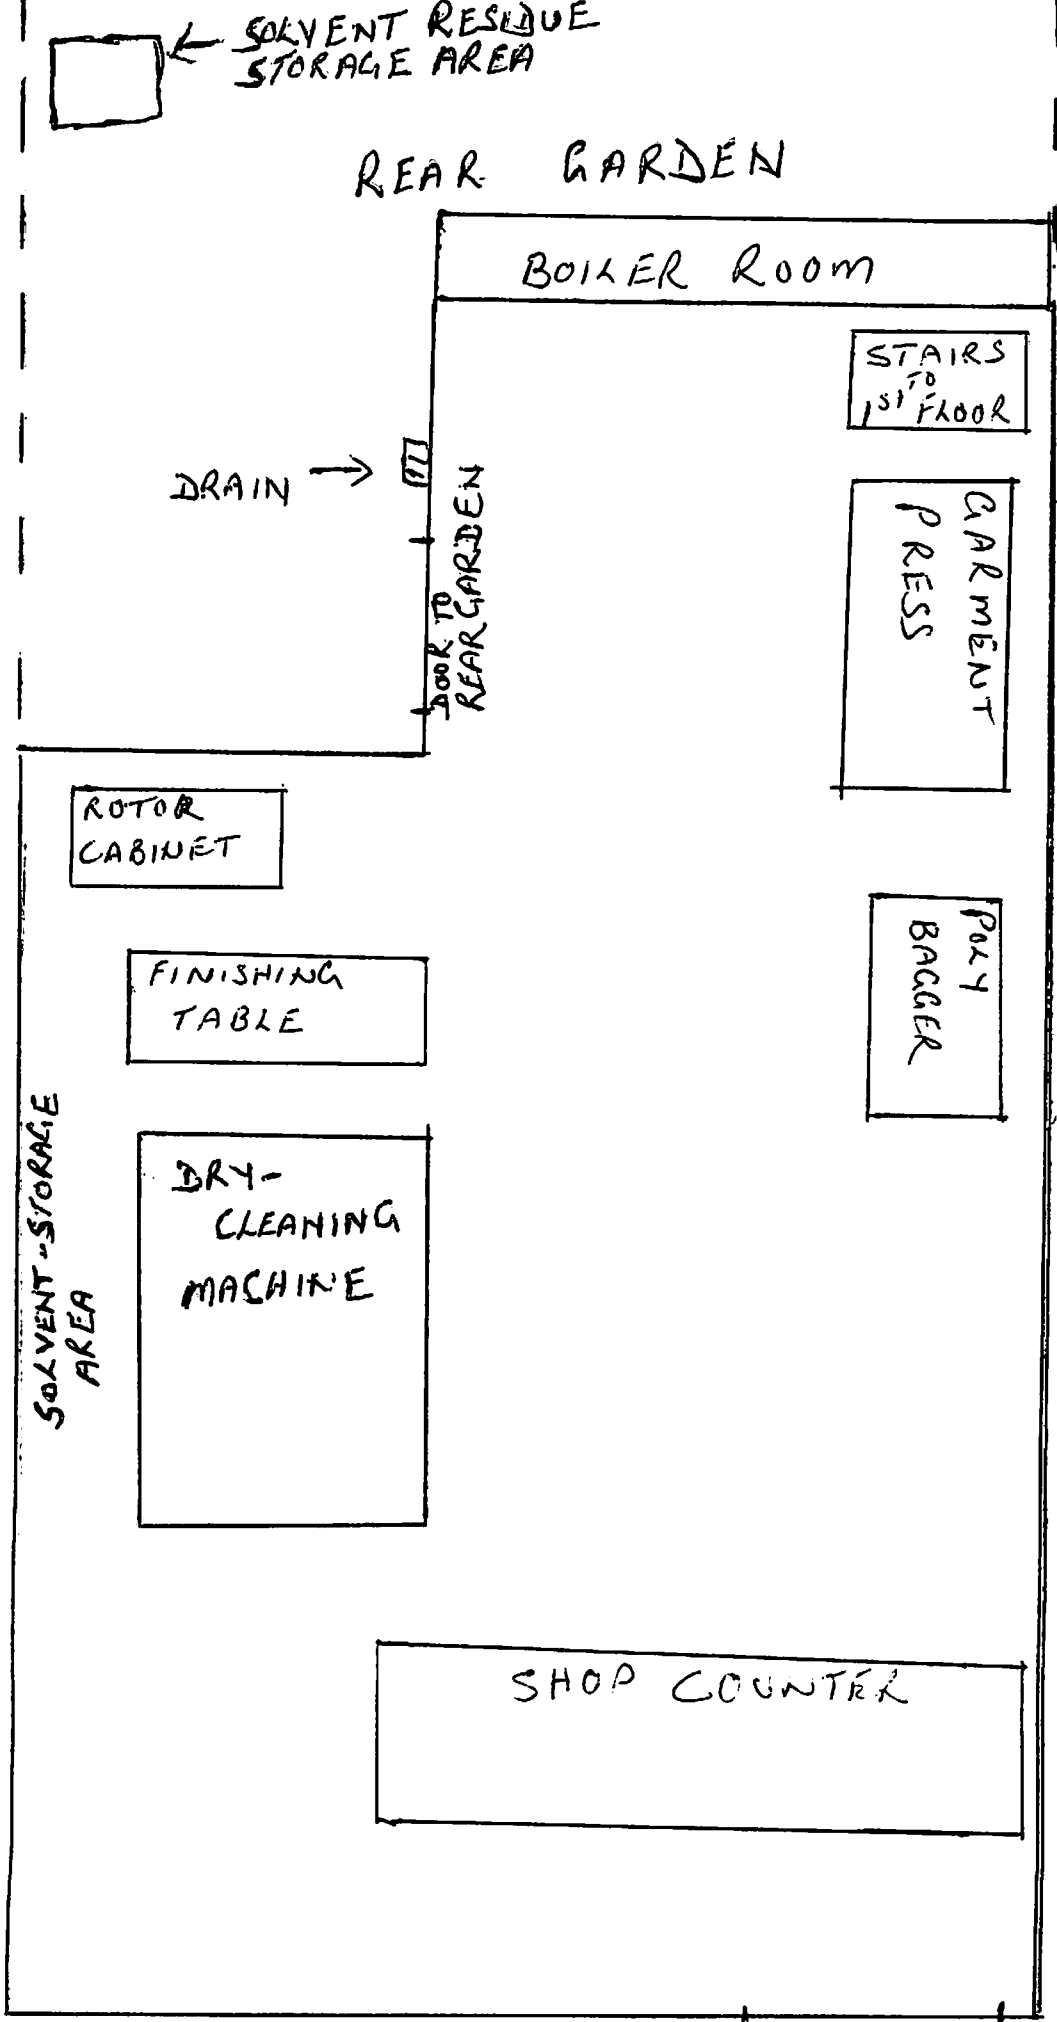 SOLVENT RESIDUE
STORAGE AREA
REAR GARDEN
BOILER ROOM
STAIRS
TO
1ST FLOOR
DRAIN
DOOR TO
REAR GARDEN
GARMENT
PRESS
ROTOR
CABINET
POLY
BAGGER
FINISHING
TABLE
SOLVENT-STORAGE
AREA
DRY-
CLEANING
MACHINE
SHOP COUNTER